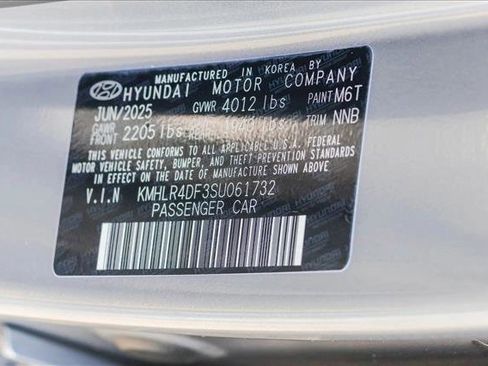 MANUFACTURED IN KOREA BY
HYUNDAI MOTOR COMPANY
JUN/2025 GVWR 4012 lbs PAINT M6T
GAWR FRONT 2205 lbs lbs TRIM NNB
THIS VEHICLE CONFORMS TO ALL APPLICABLE U.S.A. FEDERAL
MOTOR VEHICLE SAFETY, BUMPER, AND THEFT PREVENTION STANDARDS
IN EFFECT ON THE DATE OF MANUFACTURE SHOWN ABOVE.
V.I.N KMHLR4DF3SU061732
PASSENGER CAR